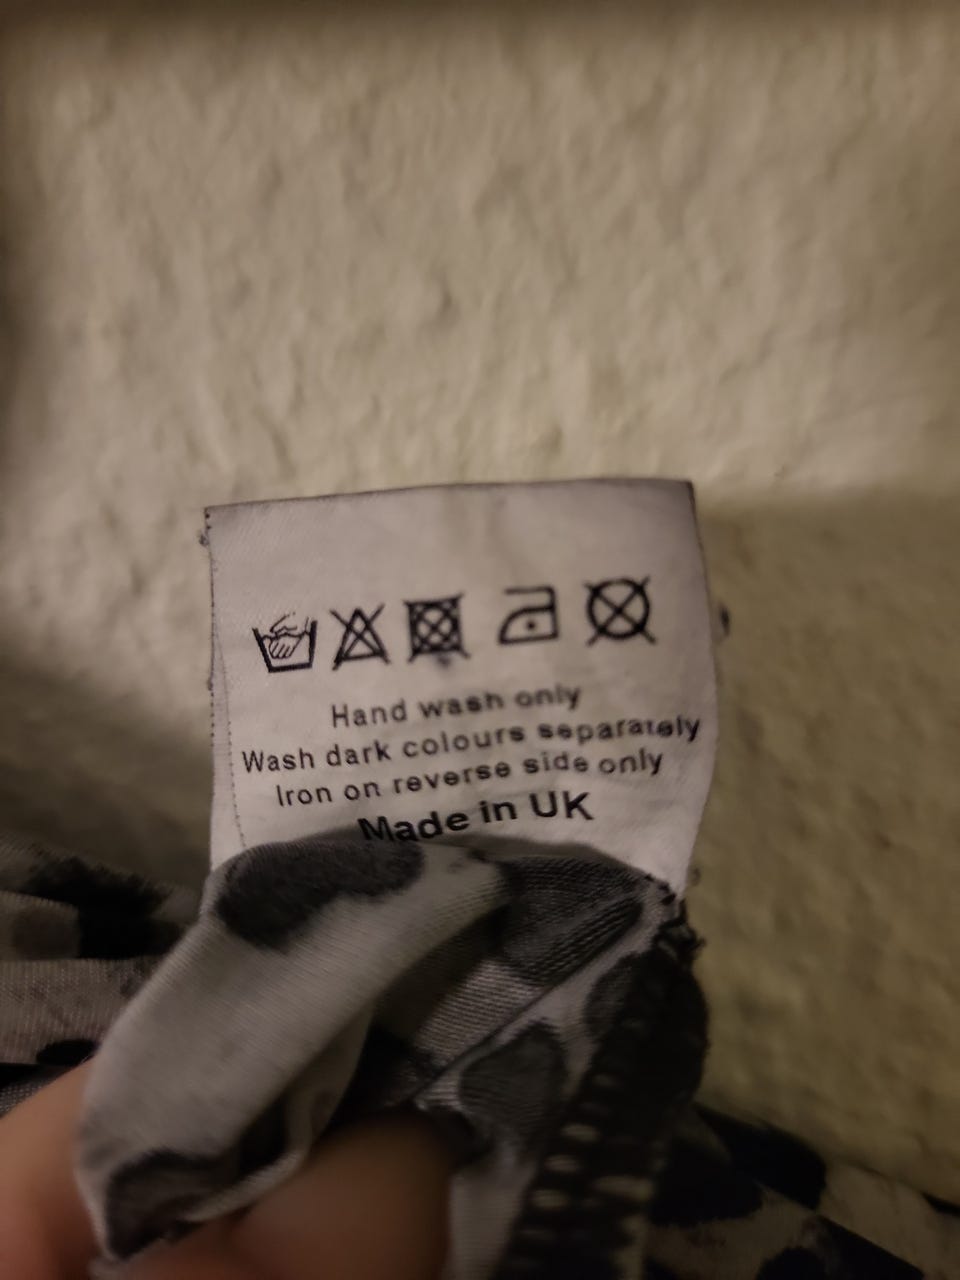 Hand wash only
Wash dark colours separately
Iron on reverse side only
Made in UK